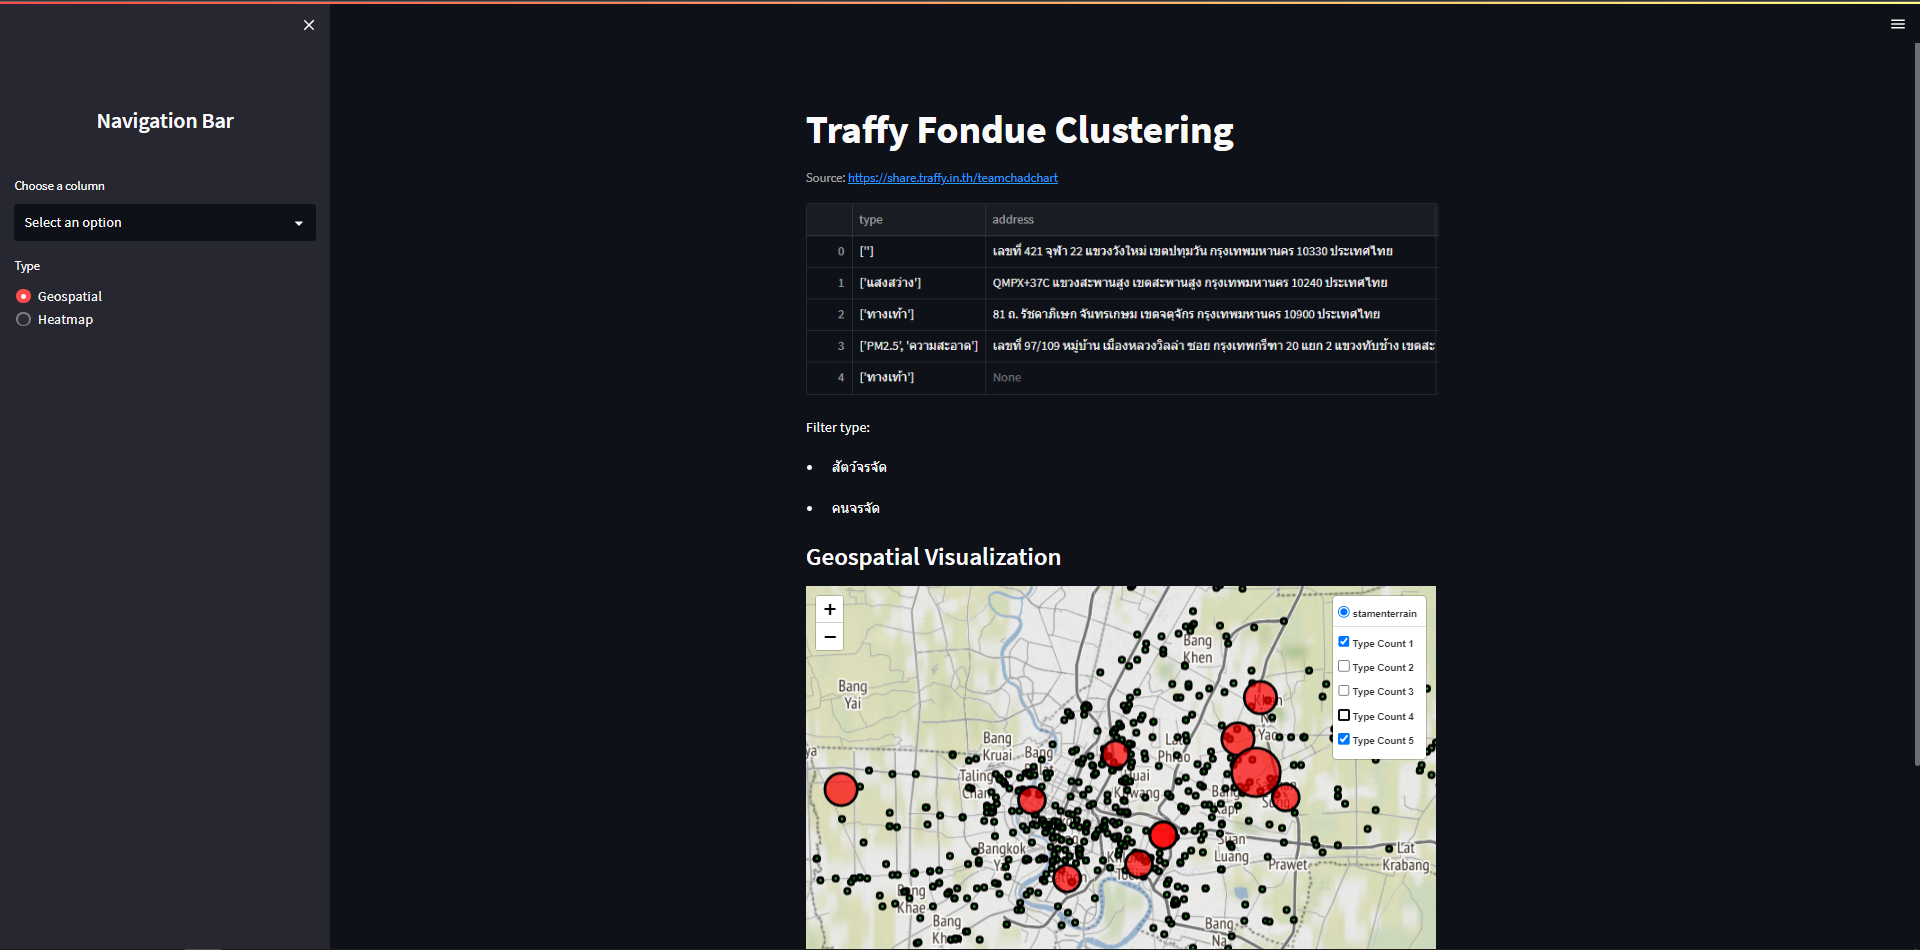 Navigation Bar
Choose a column
Select an option
Type
Geospatial
Heatmap
Traffy Fondue Clustering
Source: https://share.traffy.in.th/teamchadchart
type address
0 [''] เลขที่ 421 จุฬา 22 แขวงวังใหม่ เขตปทุมวัน กรุงเทพมหานคร 10330 ประเทศไทย
1 ['แสงสว่าง'] QMPX+37C แขวงสะพานสูง เขตสะพานสูง กรุงเทพมหานคร 10240 ประเทศไทย
2 ['ทางเท้า'] 81 ถ. รัชดาภิเษก จันทรเกษม เขตจตุจักร กรุงเทพมหานคร 10900 ประเทศไทย
3 ['PM2.5', 'ความสะอาด'] เลขที่ 97/109 หมู่บ้าน เมืองหลวงวิลล่า ซอย กรุงเทพกรีฑา 20 แยก 2 แขวงทับช้าง เขตสะ
4 ['ทางเท้า'] None
Filter type:
สัตว์จรจัด
คนจรจัด
Geospatial Visualization
+
−
stamenterrain
Type Count 1
Type Count 2
Type Count 3
Type Count 4
Type Count 5
Bang
Khen
Bang
Yai
Yao
Bang
Kruai
Bang
Lat
Phrao
Taling
Chan
Huai
Khwang
Bang
Kapi
Sung
Suan
Luang
Prawet
Lat
Krabang
Bangkok
Bang
Khae
Bang
Bang
Na